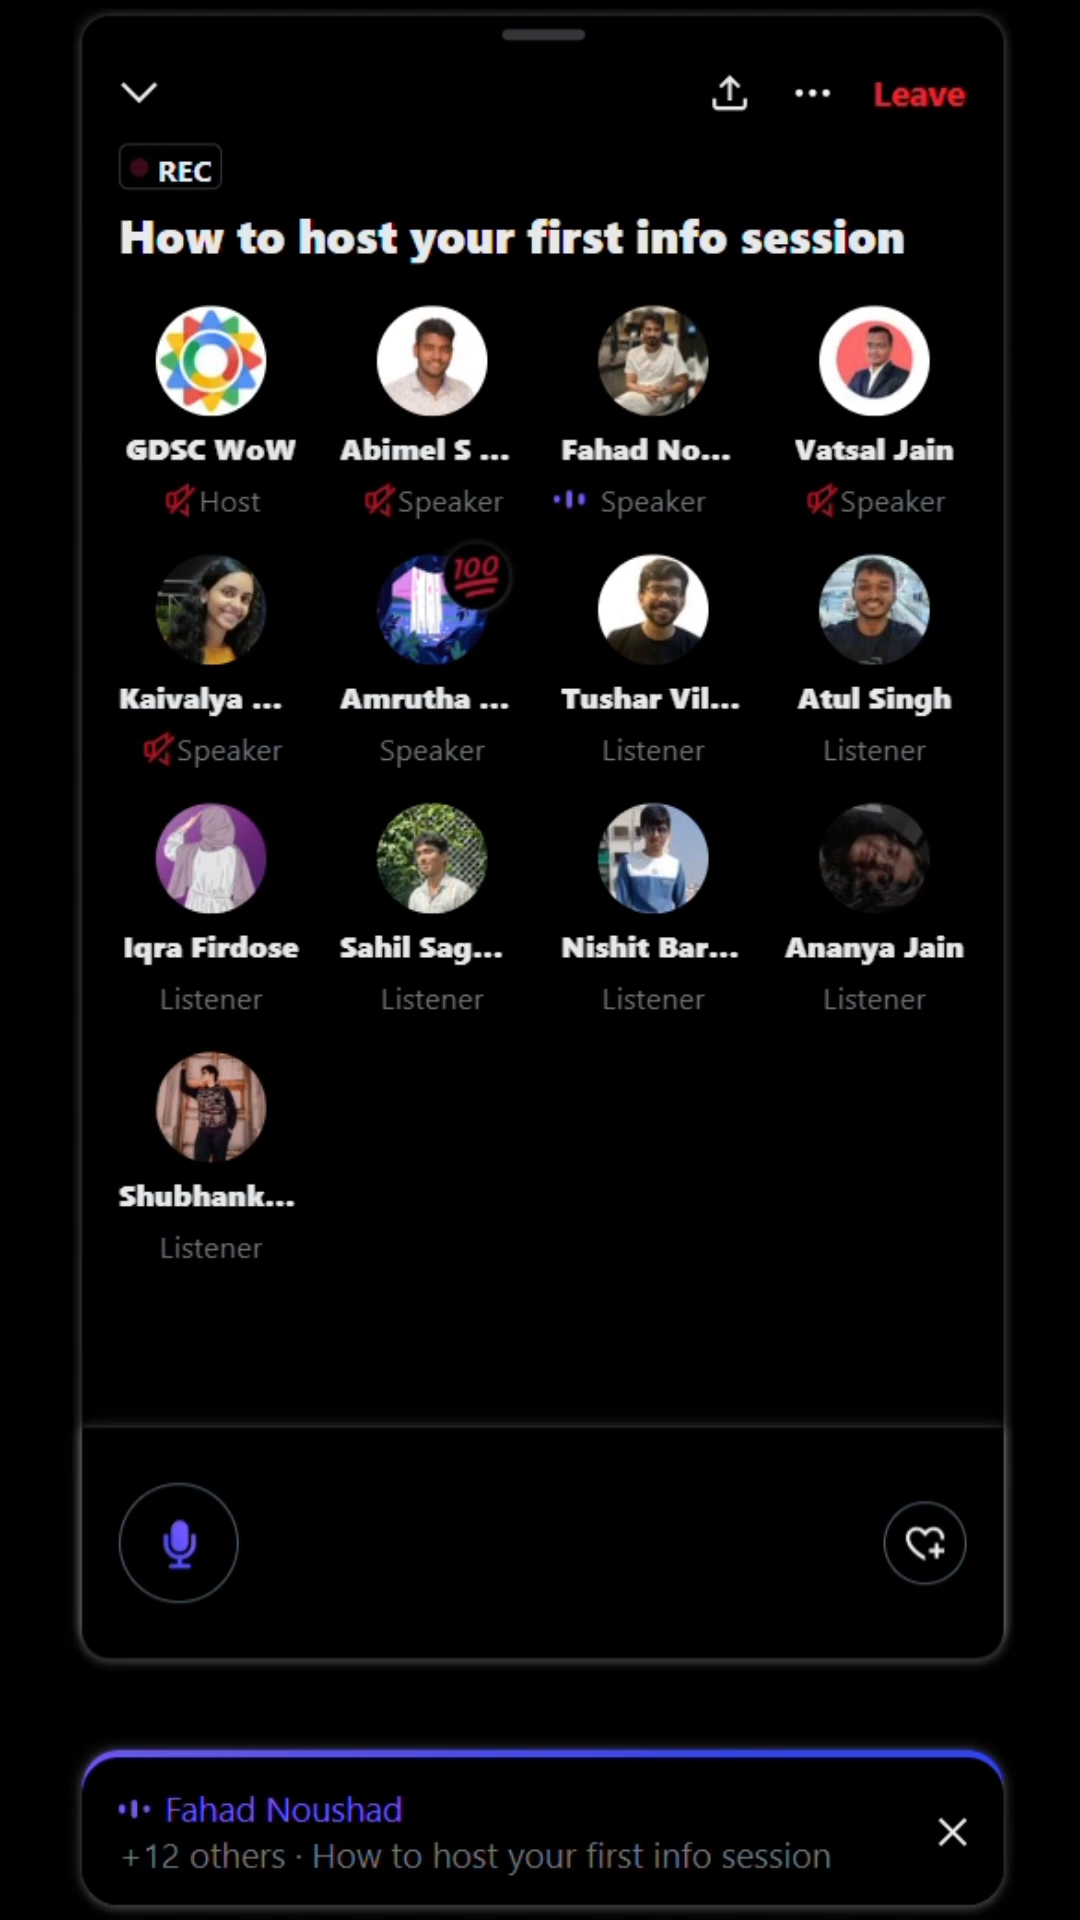 Leave
REC
How to host your first info session
GDSC WoW
Abimel S ...
Fahad No...
Vatsal Jain
Host
Speaker
Speaker
Speaker
100
Kaivalya ...
Amrutha ...
Tushar Vil...
Atul Singh
Speaker
Speaker
Listener
Listener
Iqra Firdose
Sahil Sag...
Nishit Bar...
Ananya Jain
Listener
Listener
Listener
Listener
Shubhank...
Listener
Fahad Noushad
+12 others · How to host your first info session